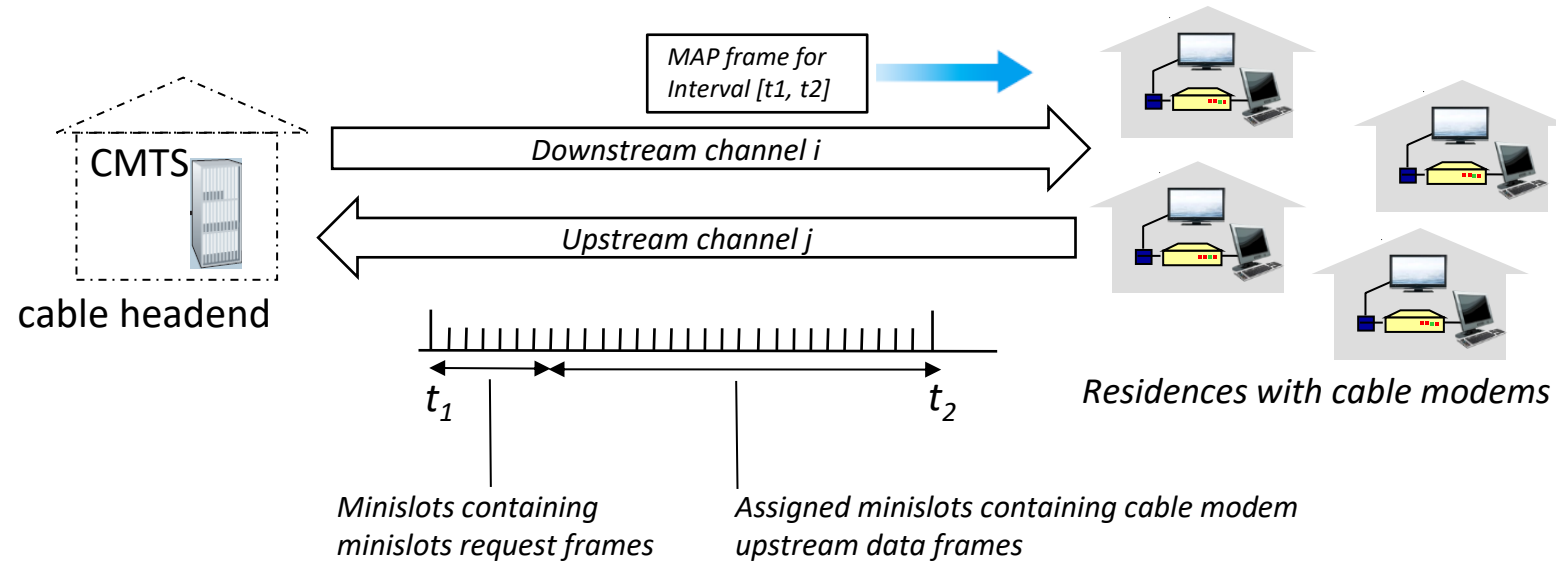 MAP frame for
Interval [t1, t2]
CMTS
Downstream channel i
Upstream channel j
cable headend
t1
t2
Residences with cable modems
Minislots containing
minislots request frames
Assigned minislots containing cable modem
upstream data frames